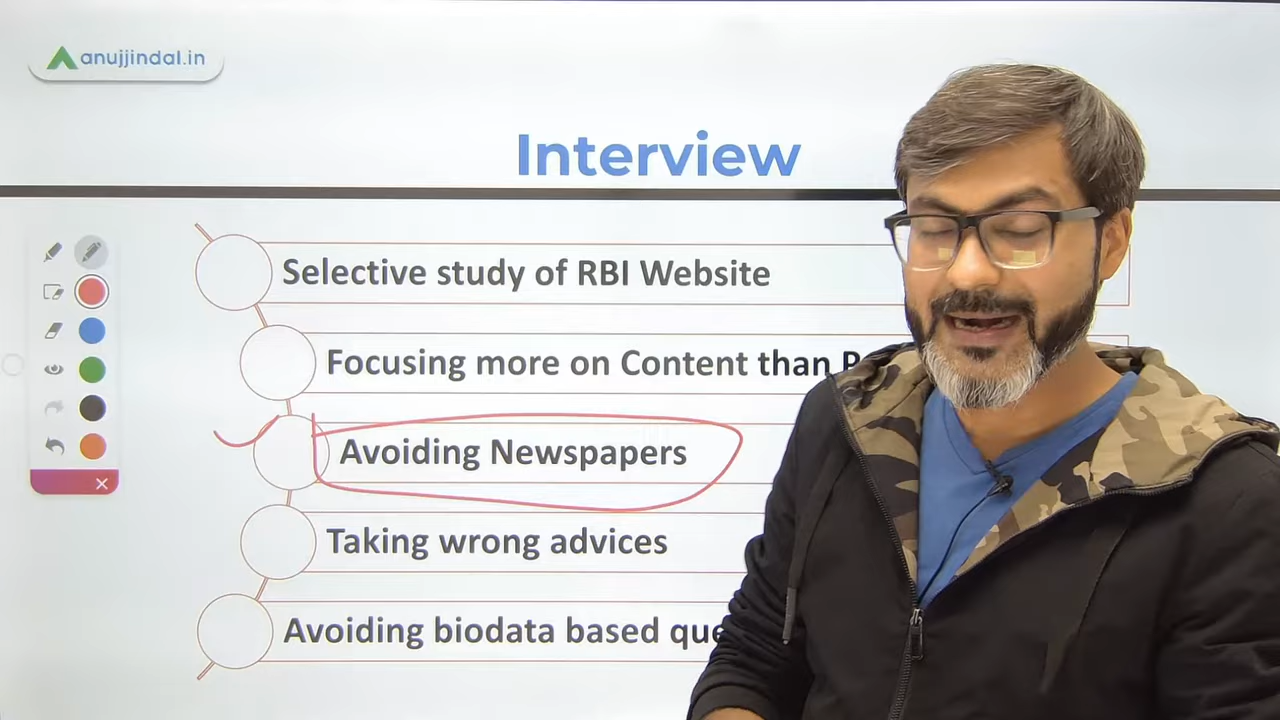 anujjindal.in
Interview
Selective study of RBI Website
Focusing more on Content than
Avoiding Newspapers
Taking wrong advices
Avoiding biodata based